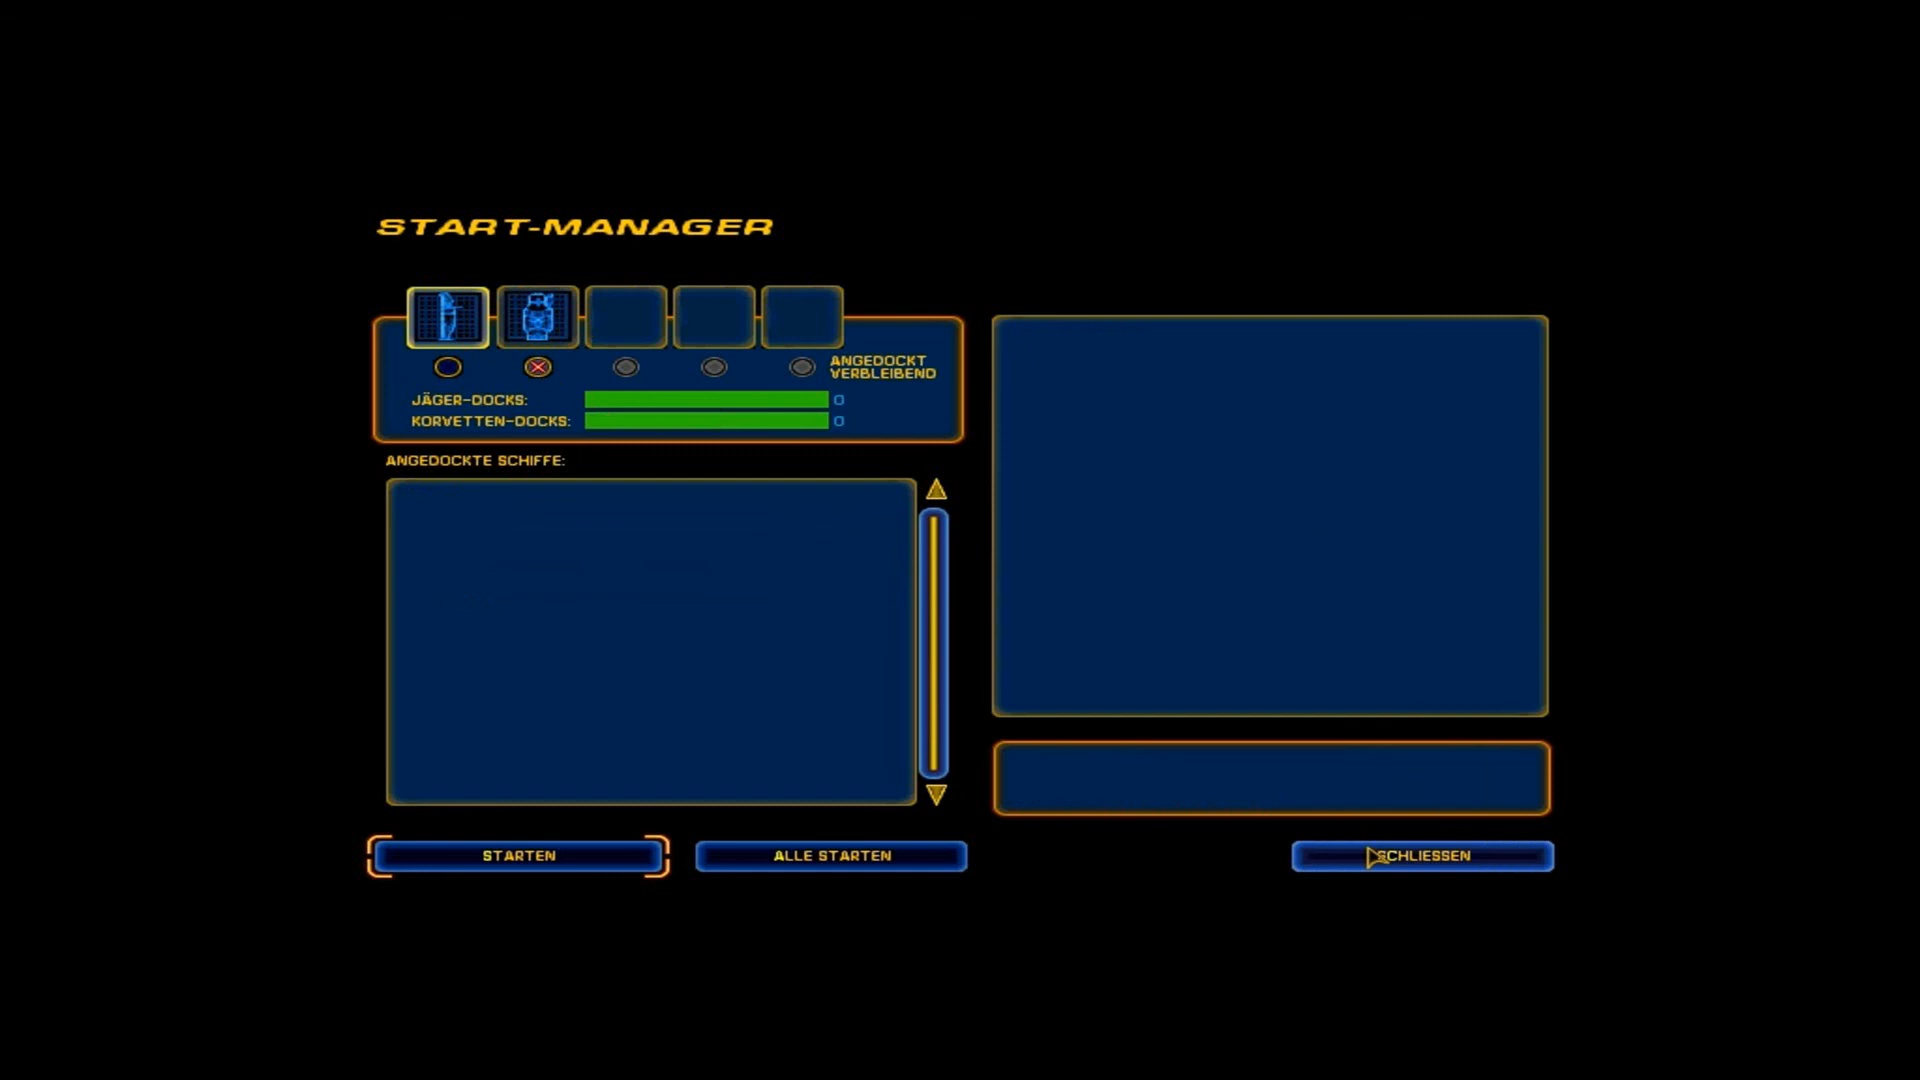 START-MANAGER
ANGEDOCKT
VERBLEIBEND
JÄGER-DOCKS: 0
KORVETTEN-DOCKS: 0
ANGEDOCKTE SCHIFFE:
STARTEN
ALLE STARTEN
SCHLIESSEN